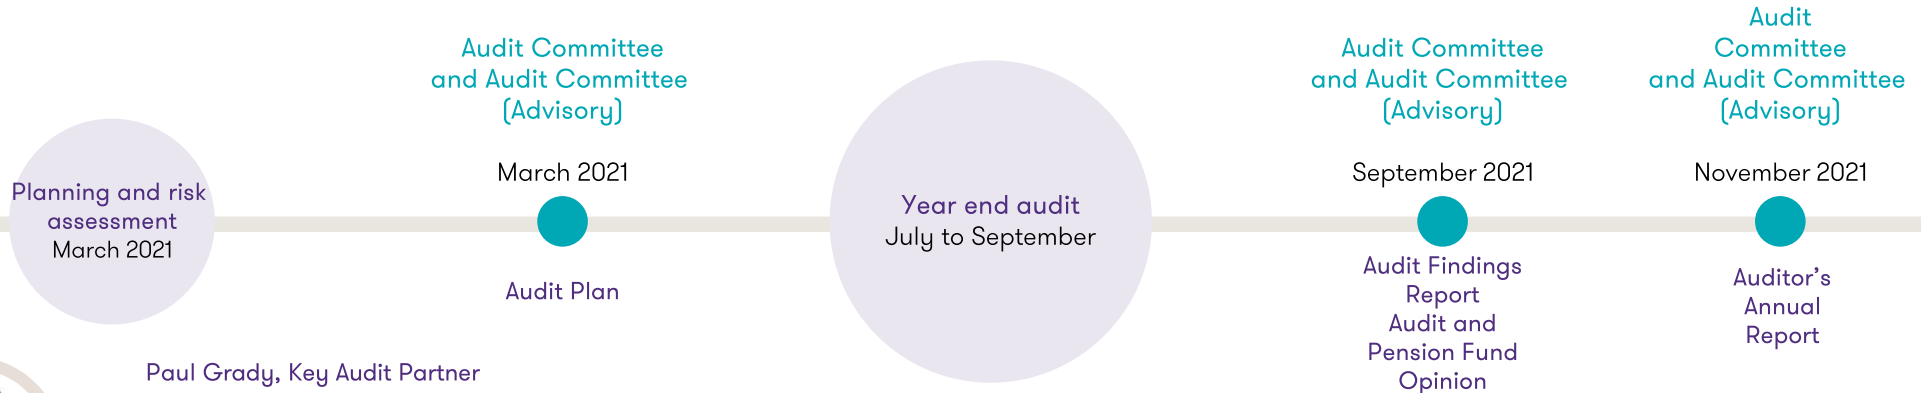 Planning and risk
assessment
March 2021
Audit Committee
and Audit Committee
(Advisory)
March 2021
Audit Plan
Paul Grady, Key Audit Partner
Year end audit
July to September
Audit Committee
and Audit Committee
(Advisory)
September 2021
Audit Findings
Report
Audit and
Pension Fund
Opinion
Audit
Committee
and Audit Committee
(Advisory)
November 2021
Auditor’s
Annual
Report